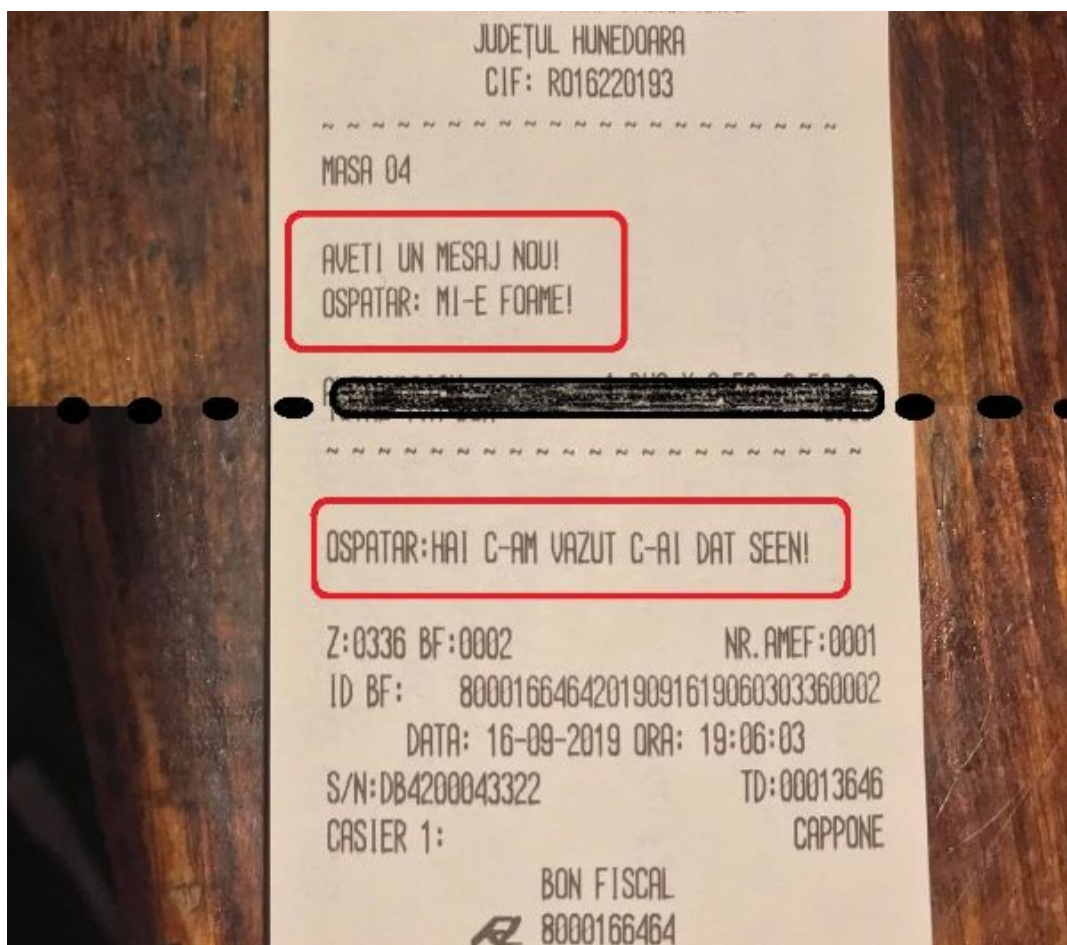 JUDEȚUL HUNEDOARA
CIF: RO16220193
~ ~ ~ ~ ~ ~ ~ ~ ~ ~ ~ ~ ~ ~ ~ ~ ~ ~ ~ ~
MASA 04
AVETI UN MESAJ NOU!
OSPATAR: MI-E FOAME!
~ ~ ~ ~ ~ ~ ~ ~ ~ ~ ~ ~ ~ ~ ~ ~ ~ ~ ~ ~ ~
OSPATAR:HAI C-AM VAZUT C-AI DAT SEEN!
Z:0336 BF:0002 NR.AMEF:0001
ID BF: 80001664642019091619060303360002
DATA: 16-09-2019 ORA: 19:06:03
S/N:DB4200043322 TD:00013646
CASIER 1: CAPPONE
BON FISCAL
8000166464